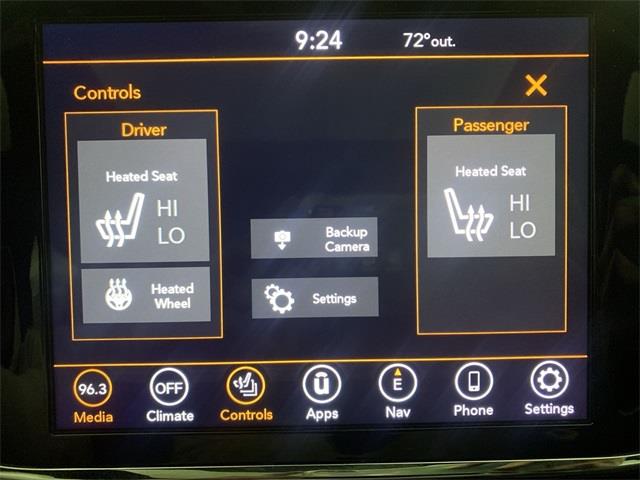 9:24
72°out.
Controls
Driver
Heated Seat
HI
LO
Heated
Wheel
Backup
Camera
Settings
Passenger
Heated Seat
HI
LO
96.3
Media
OFF
Climate
Controls
Apps
E
Nav
Phone
Settings